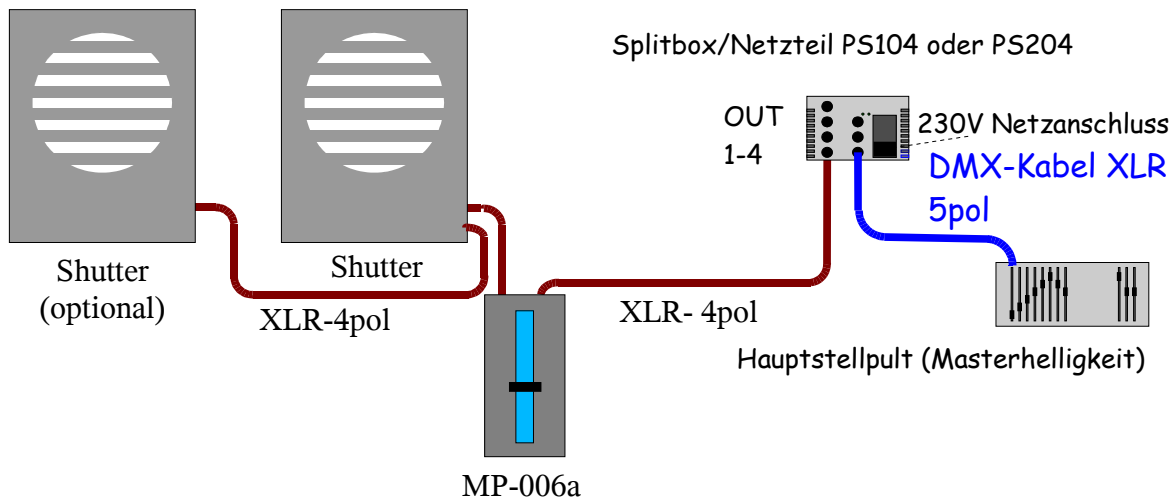 Splitbox/Netzteil PS104 oder PS204
OUT
1-4
230V Netzanschluss
DMX-Kabel XLR
5pol
Shutter
(optional)
Shutter
XLR-4pol
XLR- 4pol
Hauptstellpult (Masterhelligkeit)
MP-006a